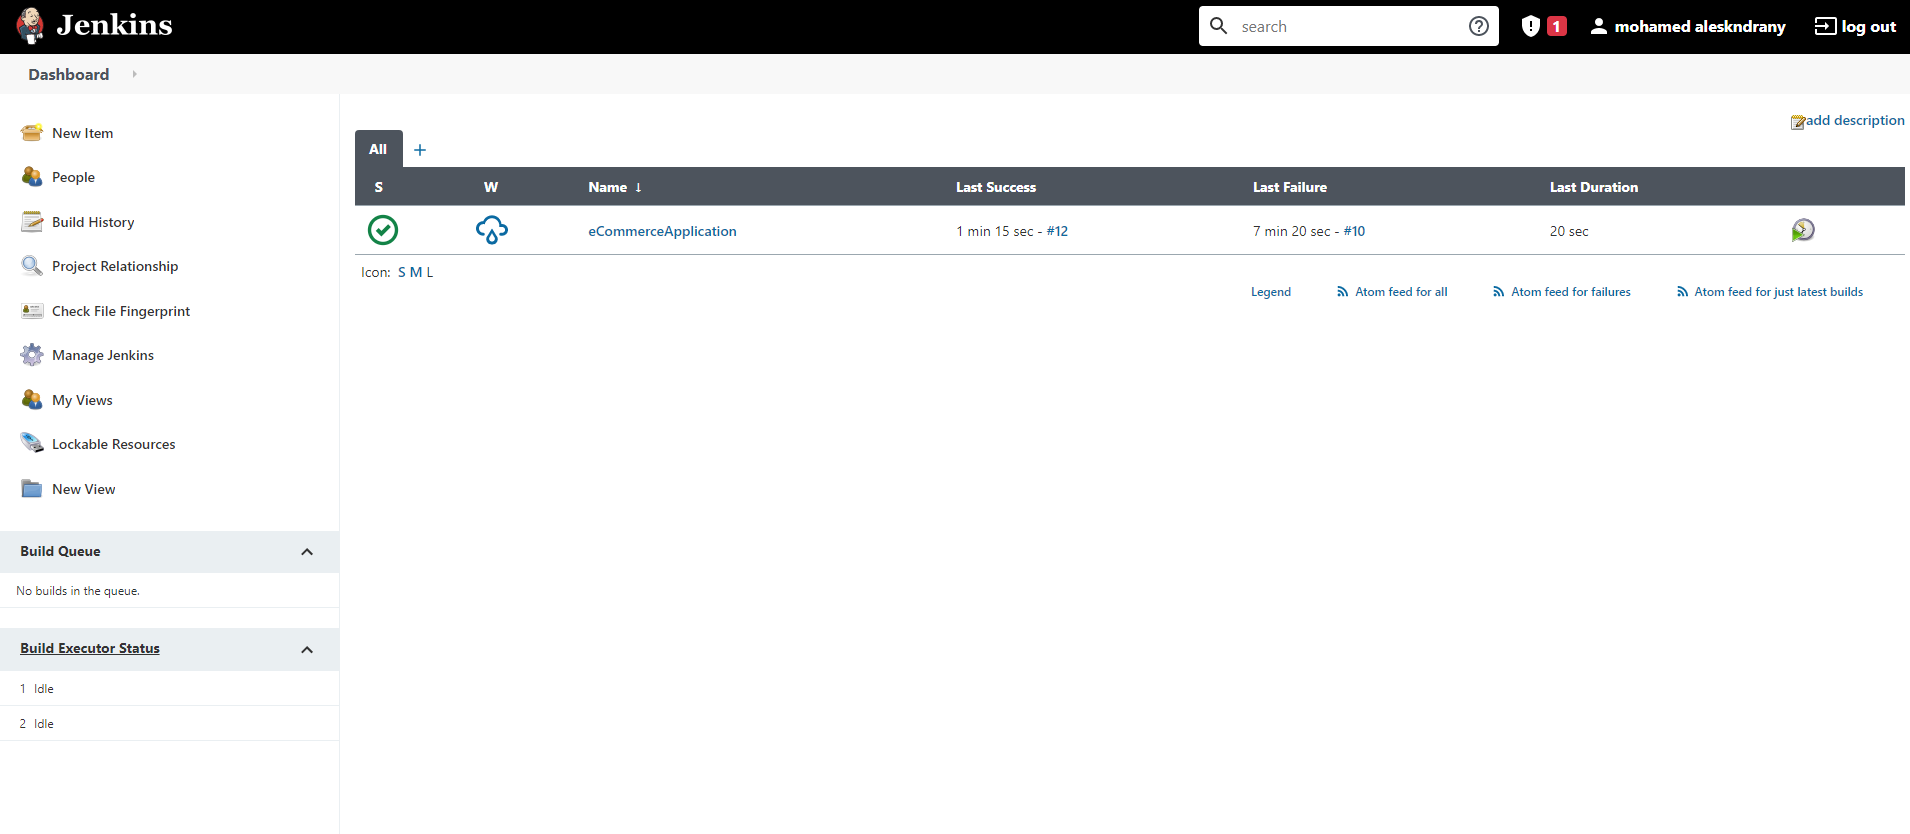 Jenkins
search
1
mohamed aleskndrany
log out
Dashboard
New Item
People
Build History
Project Relationship
Check File Fingerprint
Manage Jenkins
My Views
Lockable Resources
New View
Build Queue
No builds in the queue.
Build Executor Status
1 Idle
2 Idle
add description
All +
S W Name ↓ Last Success Last Failure Last Duration
eCommerceApplication 1 min 15 sec - #12 7 min 20 sec - #10 20 sec
Icon: S M L
Legend Atom feed for all Atom feed for failures Atom feed for just latest builds